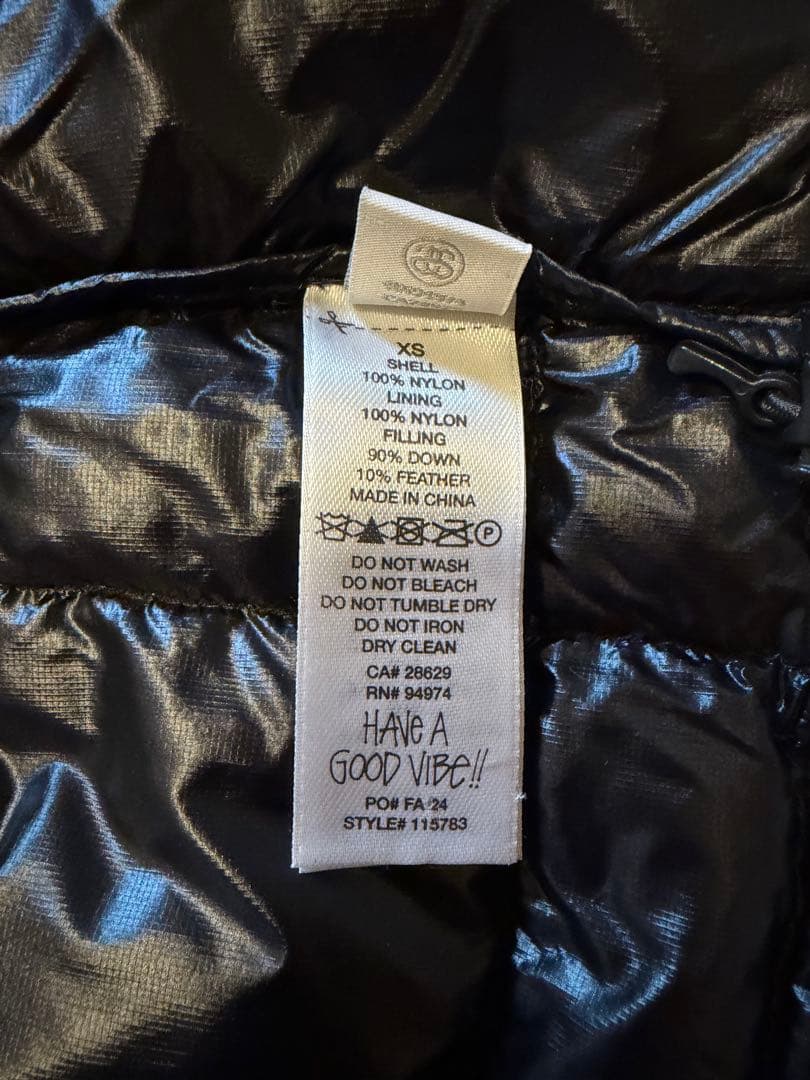 XS
SHELL
100% NYLON
LINING
100% NYLON
FILLING
90% DOWN
10% FEATHER
MADE IN CHINA
P
DO NOT WASH
DO NOT BLEACH
DO NOT TUMBLE DRY
DO NOT IRON
DRY CLEAN
CA# 28629
RN# 94974
HAVE A
GOOD VIBE!!
PO# FA 24
STYLE# 115783